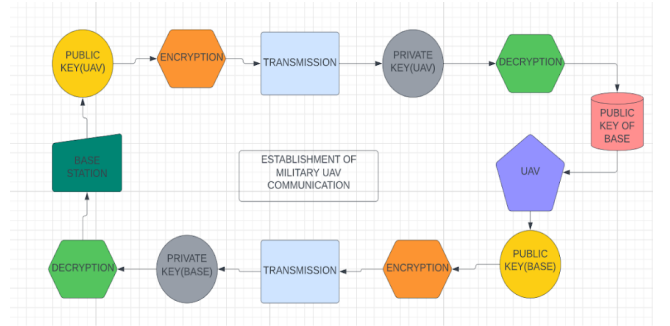 PUBLIC
KEY(UAV)
ENCRYPTION
TRANSMISSION
PRIVATE
KEY(UAV)
DECRYPTION
PUBLIC
KEY OF
BASE
BASE
STATION
ESTABLISHMENT OF
MILITARY UAV
COMMUNICATION
UAV
DECRYPTION
PRIVATE
KEY(BASE)
TRANSMISSION
ENCRYPTION
PUBLIC
KEY(BASE)